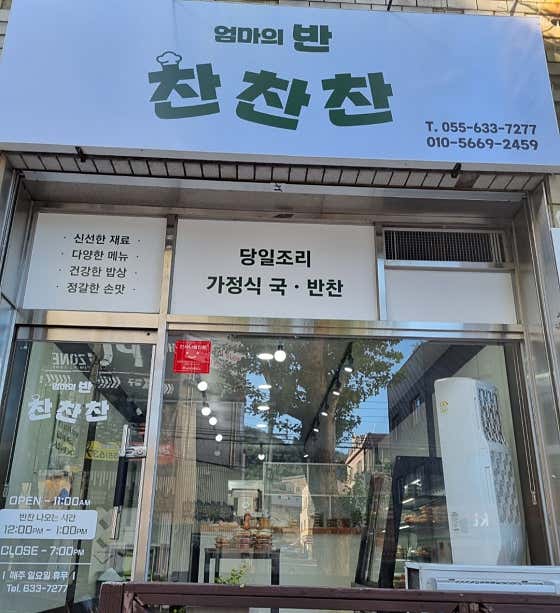 엄마의 반
찬찬찬
T. 055-633-7277
010-5669-2459
· 신선한 재료 ·
· 다양한 메뉴 ·
· 건강한 밥상 ·
· 정갈한 손맛 ·
당일조리
가정식 국 · 반찬
ZONE
엄마의 반
찬찬찬
OPEN - 11:00AM
반찬 나오는 시간
12:00PM - 1:00PM
CLOSE - 7:00PM
| 매주 일요일 휴무 |
Tel. 633-7277